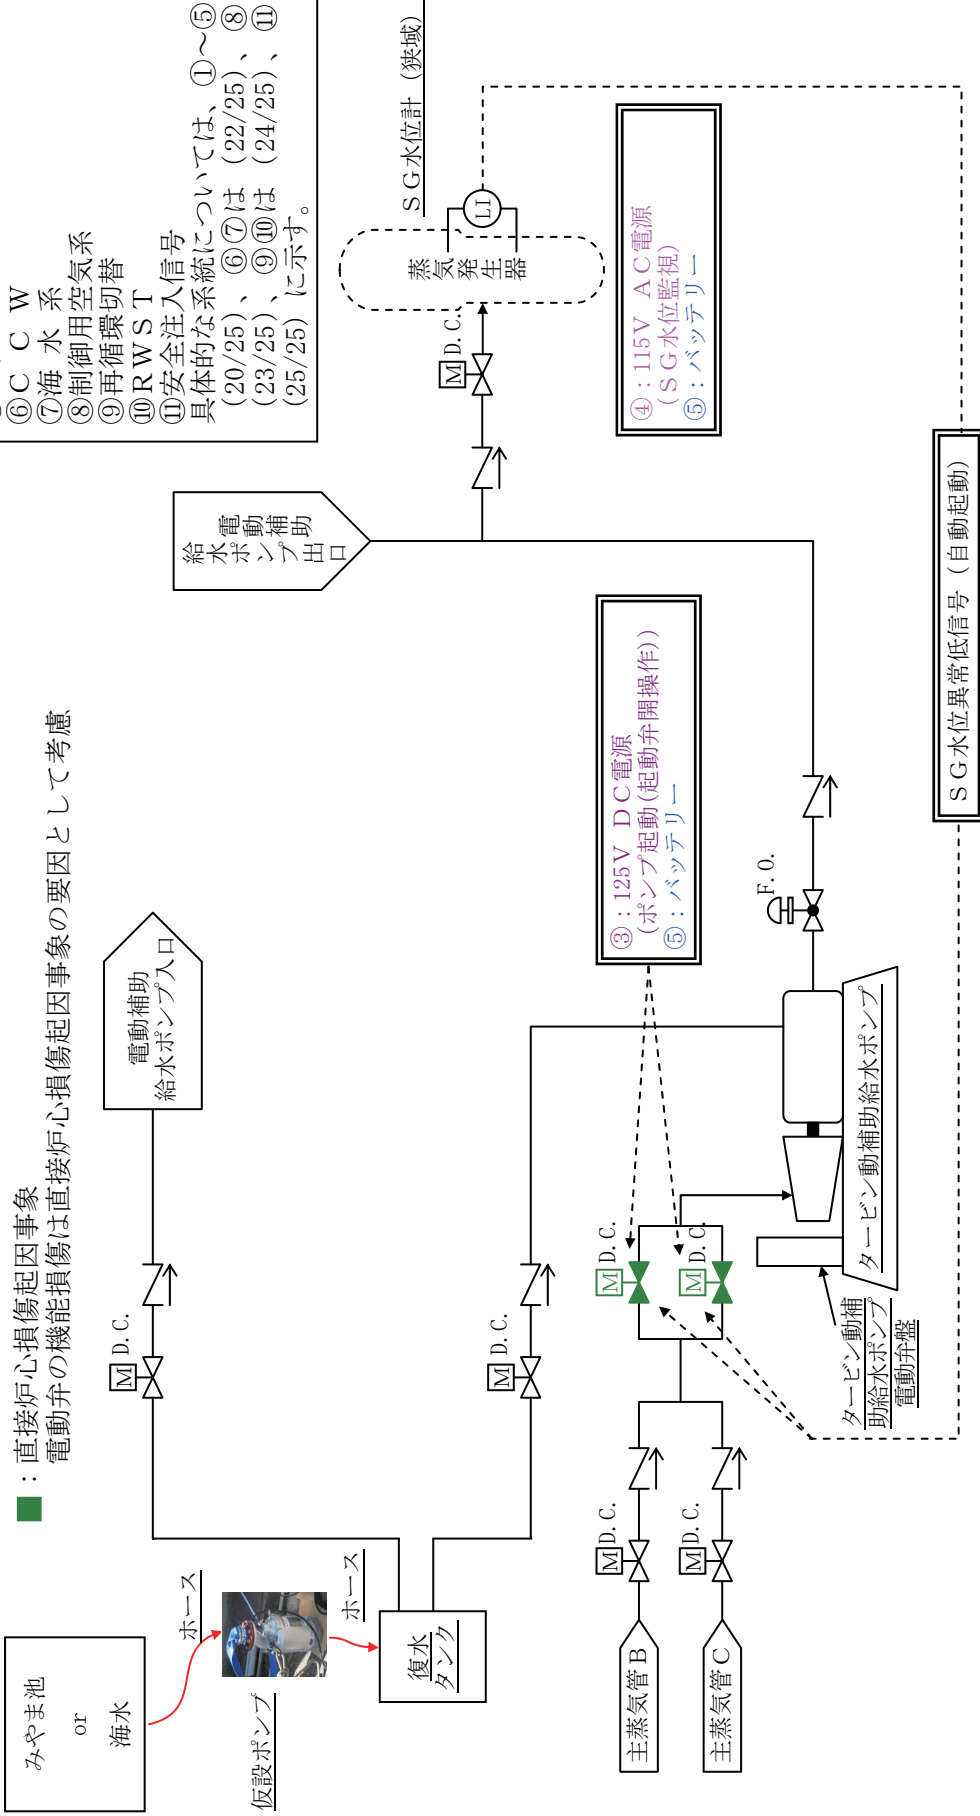 ■：直接炉心損傷起因事象
電動弁の機能損傷は直接炉心損傷起因事象の要因として考慮
⑥ＣＣＷ
⑦海水系
⑧制御用空気系
⑨再循環切替
⑩ＲＷＳＴ
⑪安全注入信号
具体的な系統については、①～⑤
(20/25)、⑥⑦は (22/25)、⑧
(23/25)、⑨⑩は (24/25)、⑪
(25/25) に示す。
みやま池
or
海水
ホース
仮設ポンプ
ホース
復水
タンク
M D.C.
電動補助
給水ポンプ入口
M D.C.
電動補助
給水ポンプ
出口
M D.C.
蒸気発生器
LI
ＳＧ水位計（狭域）
④：115V ＡＣ電源
(ＳＧ水位監視)
⑤：バッテリー
③：125V ＤＣ電源
(ポンプ起動(起動弁開操作))
⑤：バッテリー
主蒸気管Ｂ
M D.C.
主蒸気管Ｃ
M D.C.
M D.C.
M D.C.
F.O.
タービン動補助給水ポンプ
タービン動補
助給水ポンプ
電動弁盤
ＳＧ水位異常低信号（自動起動）